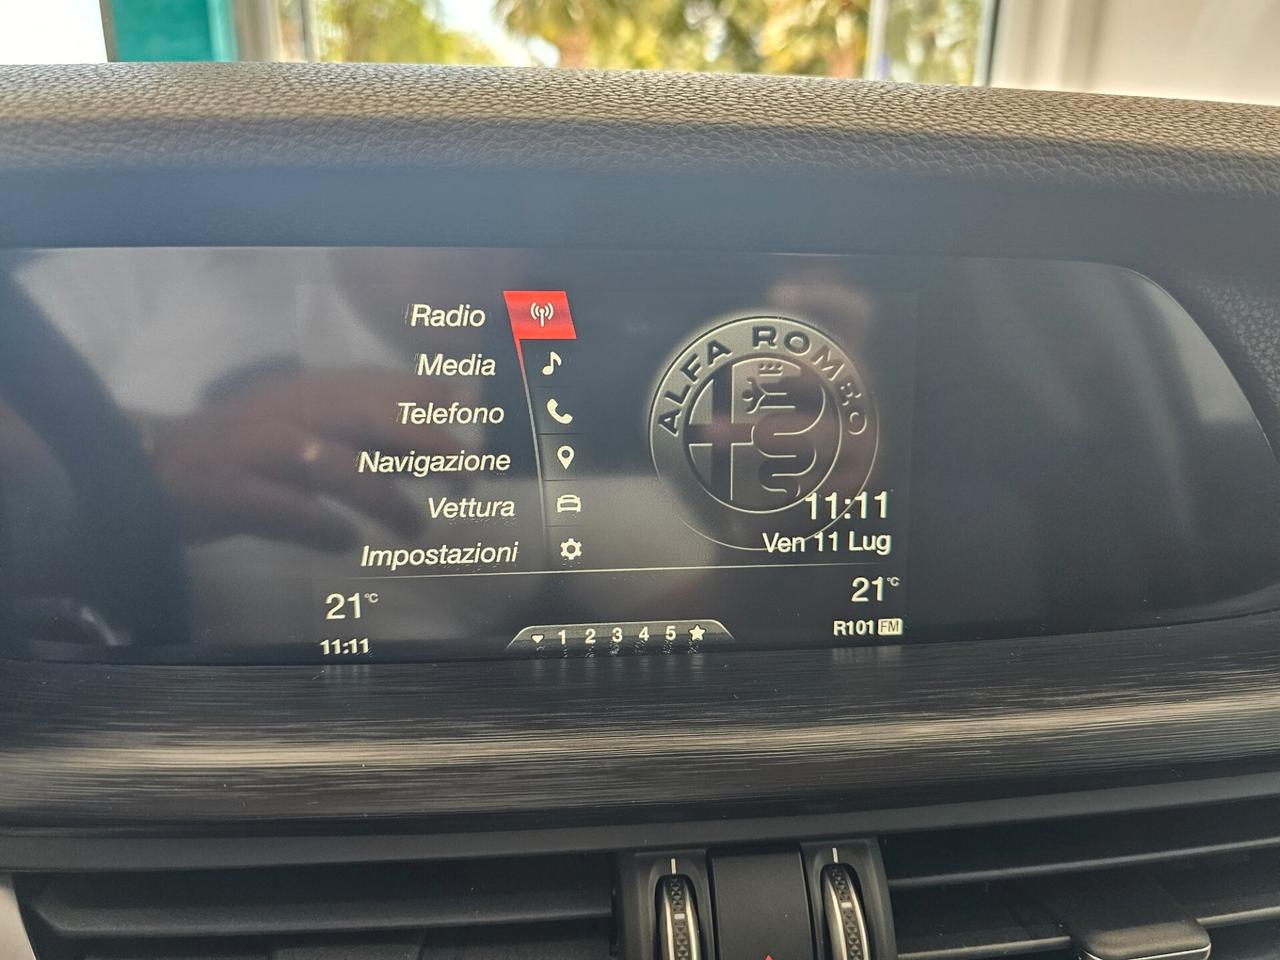 Radio
Media
Telefono
Navigazione
Vettura
Impostazioni
ALFA ROMEO
11:11
Ven 11 Lug
21°C
21°C
11:11
1 2 3 4 5
R101 FM